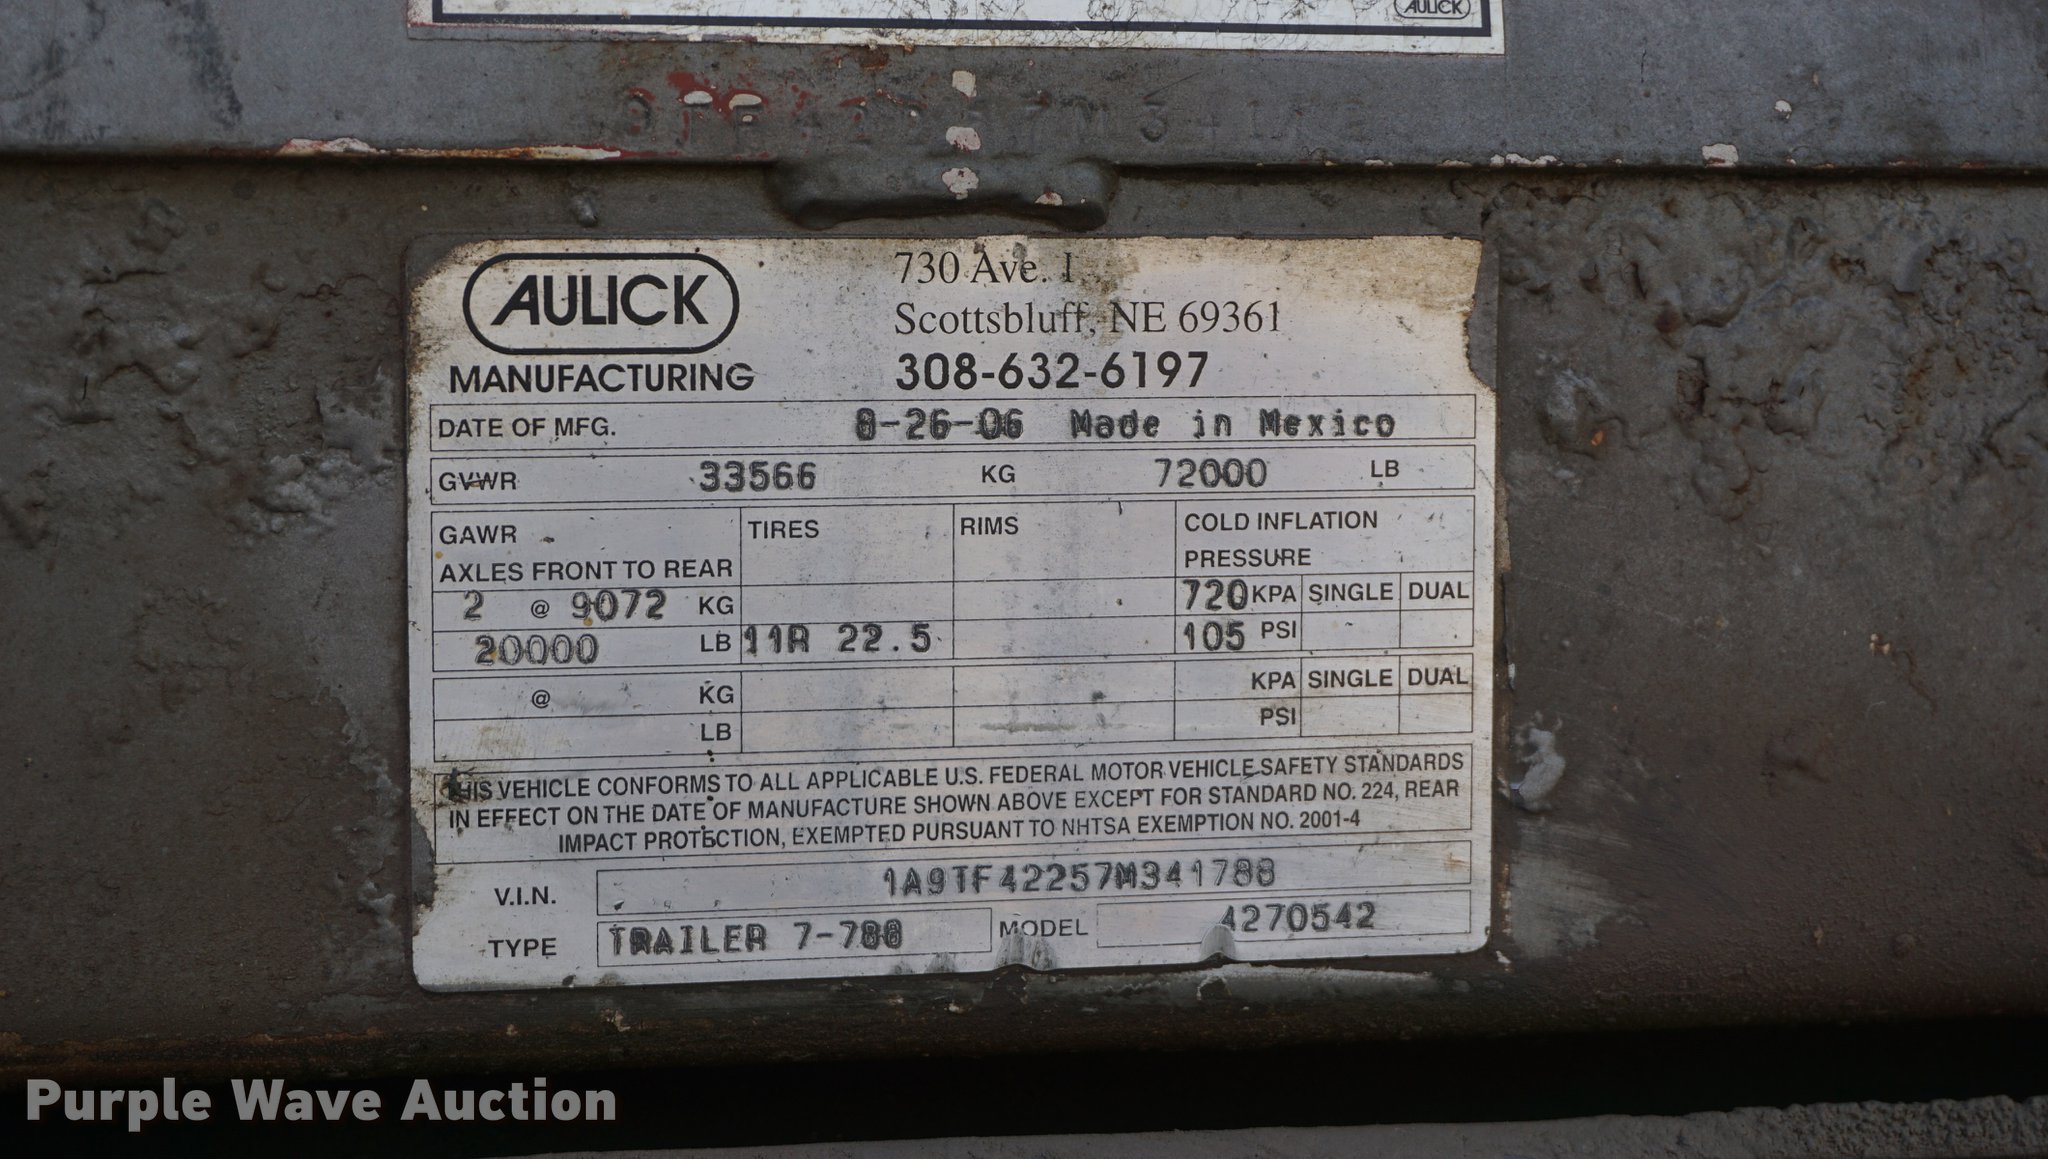 AULICK
AULICK
MANUFACTURING
730 Ave. I
Scottsbluff, NE 69361
308-632-6197
DATE OF MFG. 8-26-06 Made in Mexico
GVWR 33566 KG 72000 LB
GAWR
AXLES FRONT TO REAR
TIRES
RIMS
COLD INFLATION
PRESSURE
2 @ 9072 KG 720 KPA SINGLE DUAL
20000 LB 11R 22.5 105 PSI
@ KG KPA SINGLE DUAL
LB PSI
THIS VEHICLE CONFORMS TO ALL APPLICABLE U.S. FEDERAL MOTOR VEHICLE SAFETY STANDARDS
IN EFFECT ON THE DATE OF MANUFACTURE SHOWN ABOVE EXCEPT FOR STANDARD NO. 224, REAR
IMPACT PROTECTION, EXEMPTED PURSUANT TO NHTSA EXEMPTION NO. 2001-4
V.I.N. 1A9TF42257M341788
TYPE TRAILER 7-788 MODEL 4270542
Purple Wave Auction